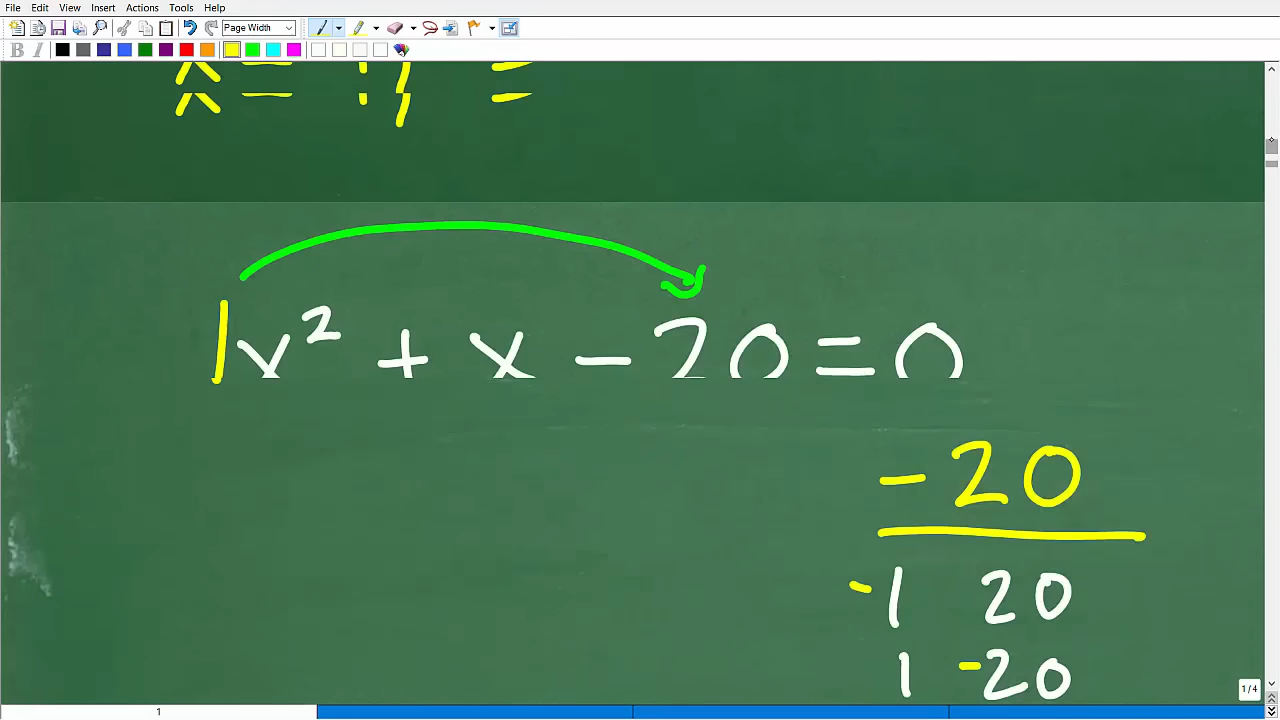 File Edit View Insert Actions Tools Help
Page Width
B I
x = ! , =
1x² + x - 20 = 0
-20
-1 20
1 -20
1/4
1